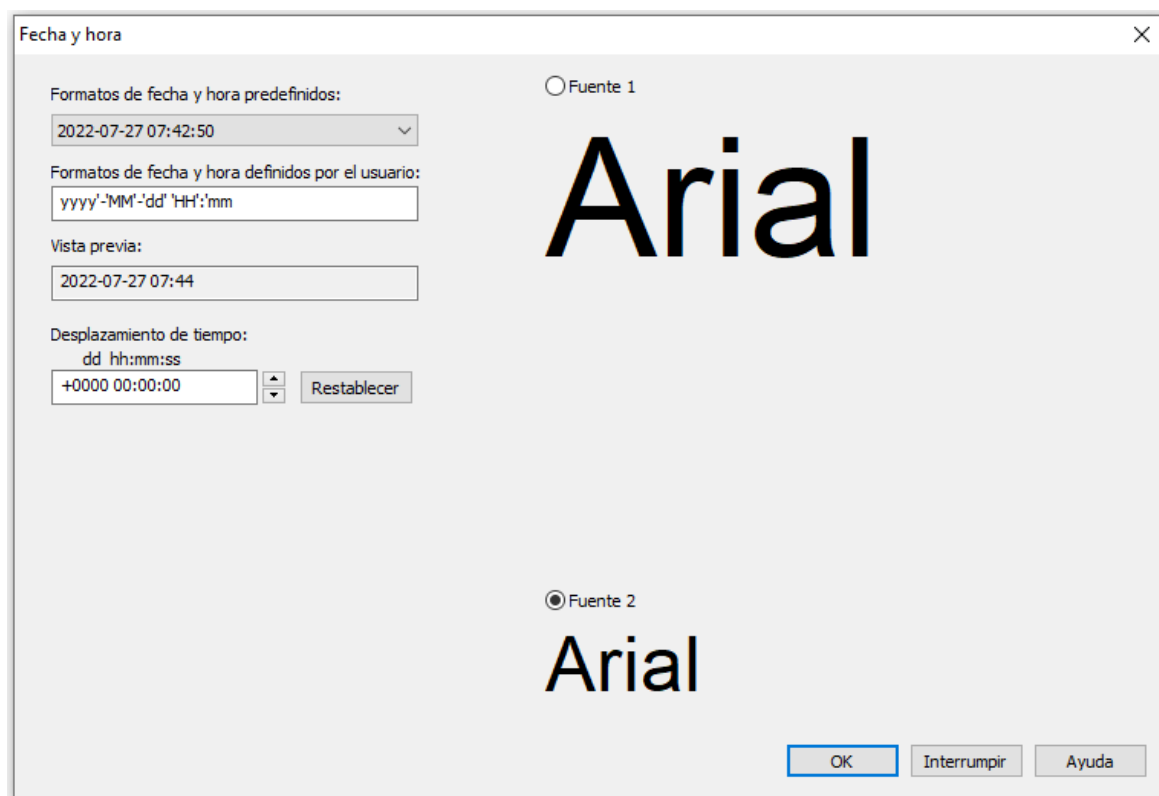 Fecha y hora
Formatos de fecha y hora predefinidos:
2022-07-27 07:42:50
Formatos de fecha y hora definidos por el usuario:
yyyy'-'MM'-'dd' 'HH':'mm
Vista previa:
2022-07-27 07:44
Desplazamiento de tiempo:
dd hh:mm:ss
+0000 00:00:00
Restablecer
Fuente 1
Arial
Fuente 2
Arial
OK Interrumpir Ayuda